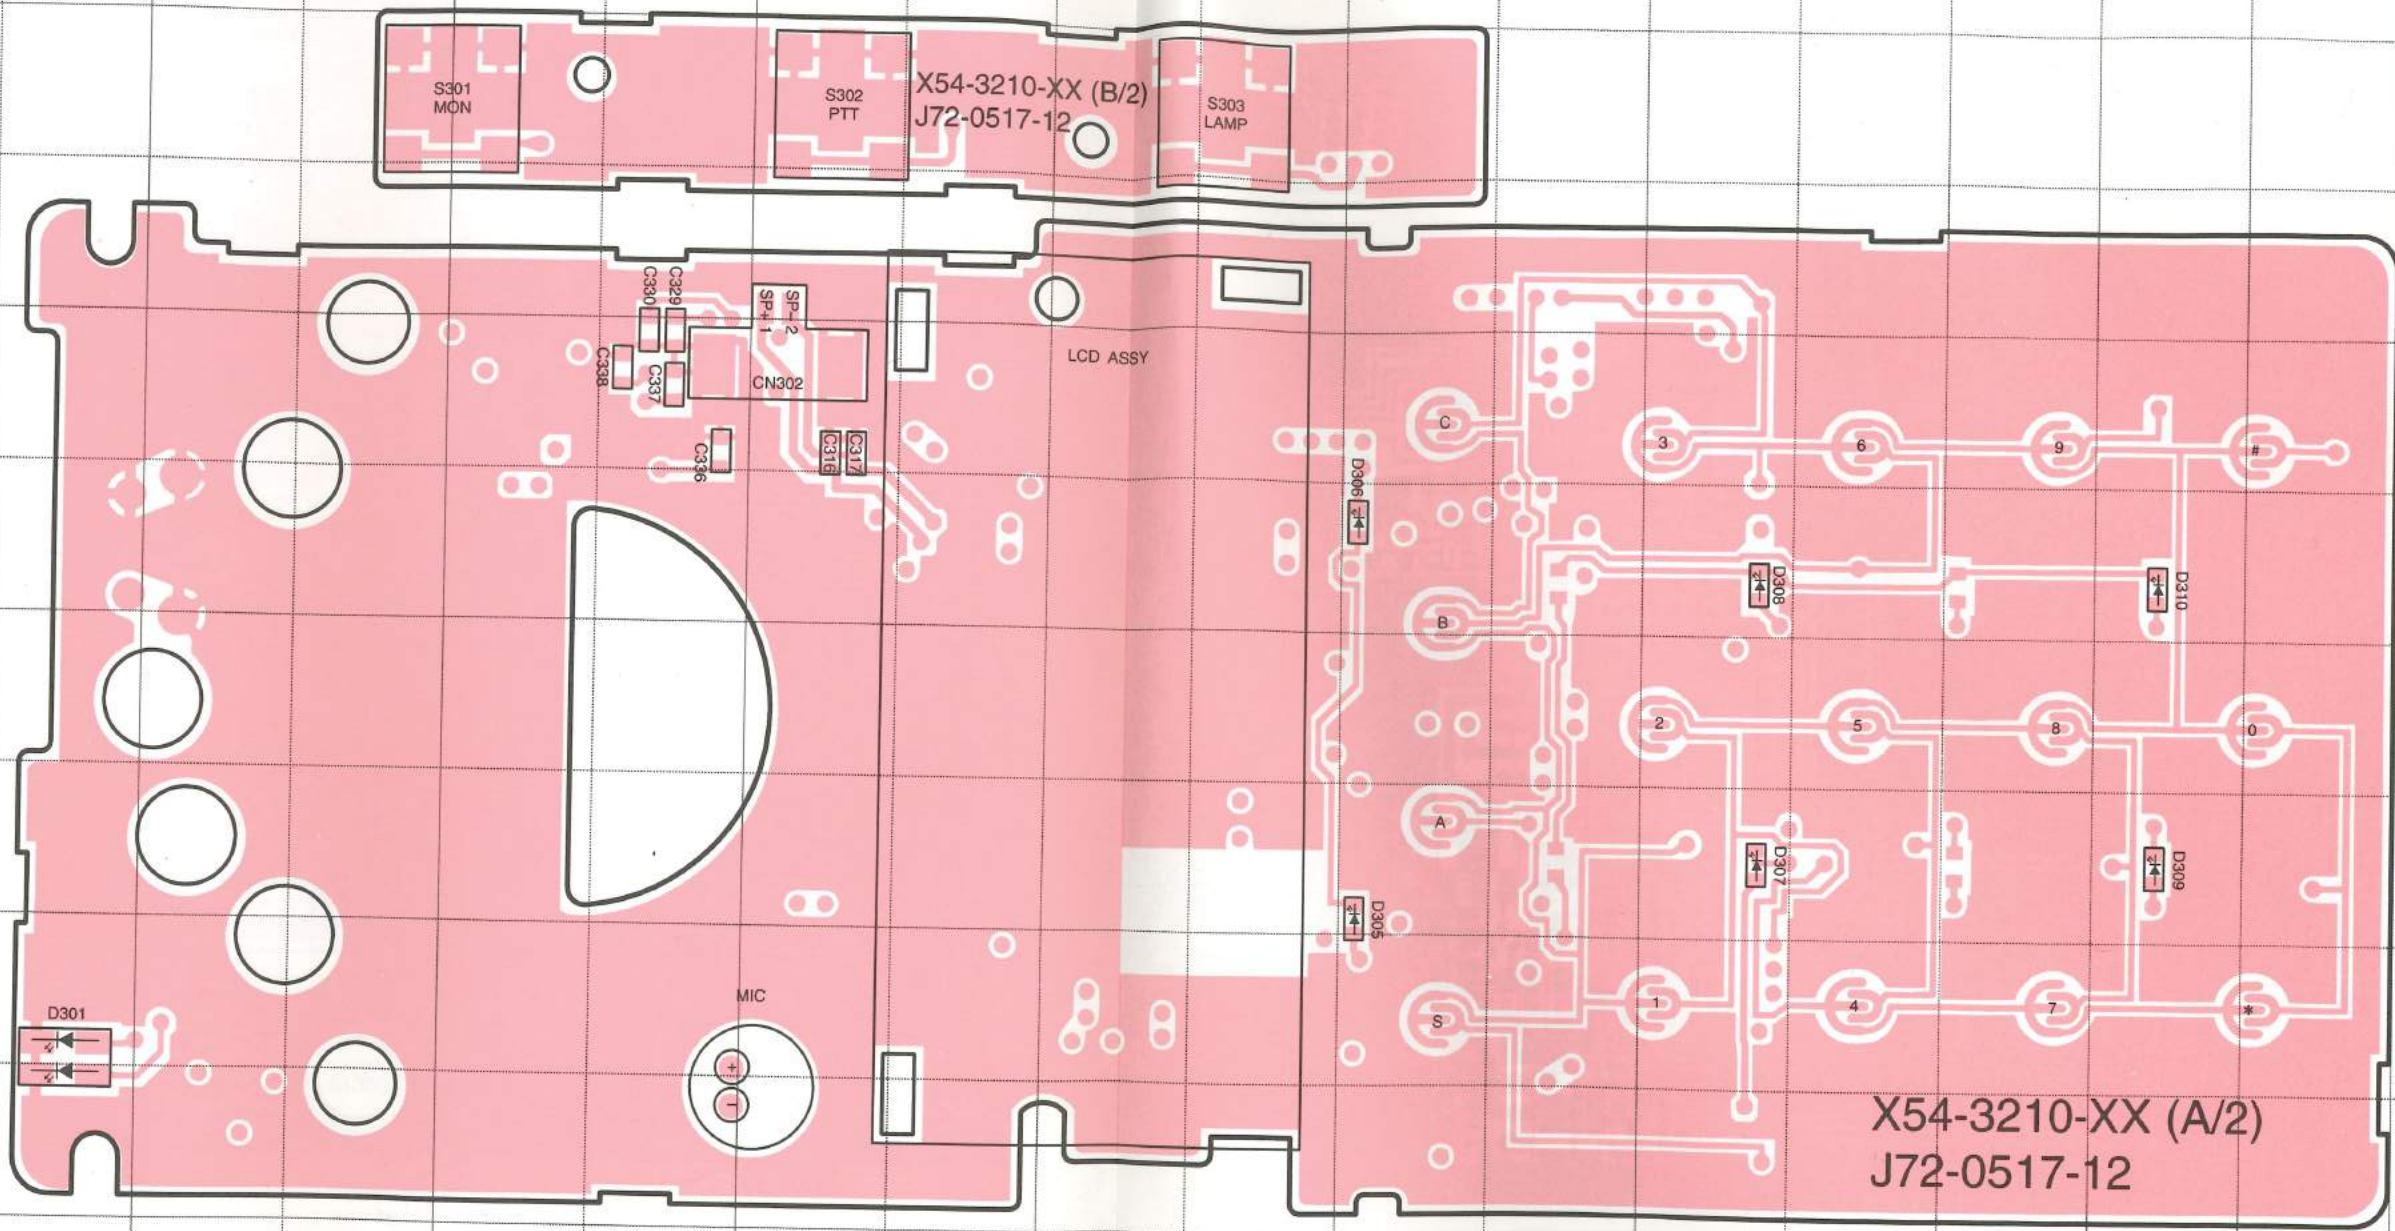 S301
MON
S302
PTT
X54-3210-XX (B/2)
J72-0517-12
S303
LAMP
C330
C329
SP+ 1
SP- 2
C338
C337
CN302
LCD ASSY
C336
C316
C317
D306
C
3
6
9
#
D308
D310
B
2
5
8
0
A
D307
D309
D305
MIC
+
-
D301
S
1
4
7
*
X54-3210-XX (A/2)
J72-0517-12